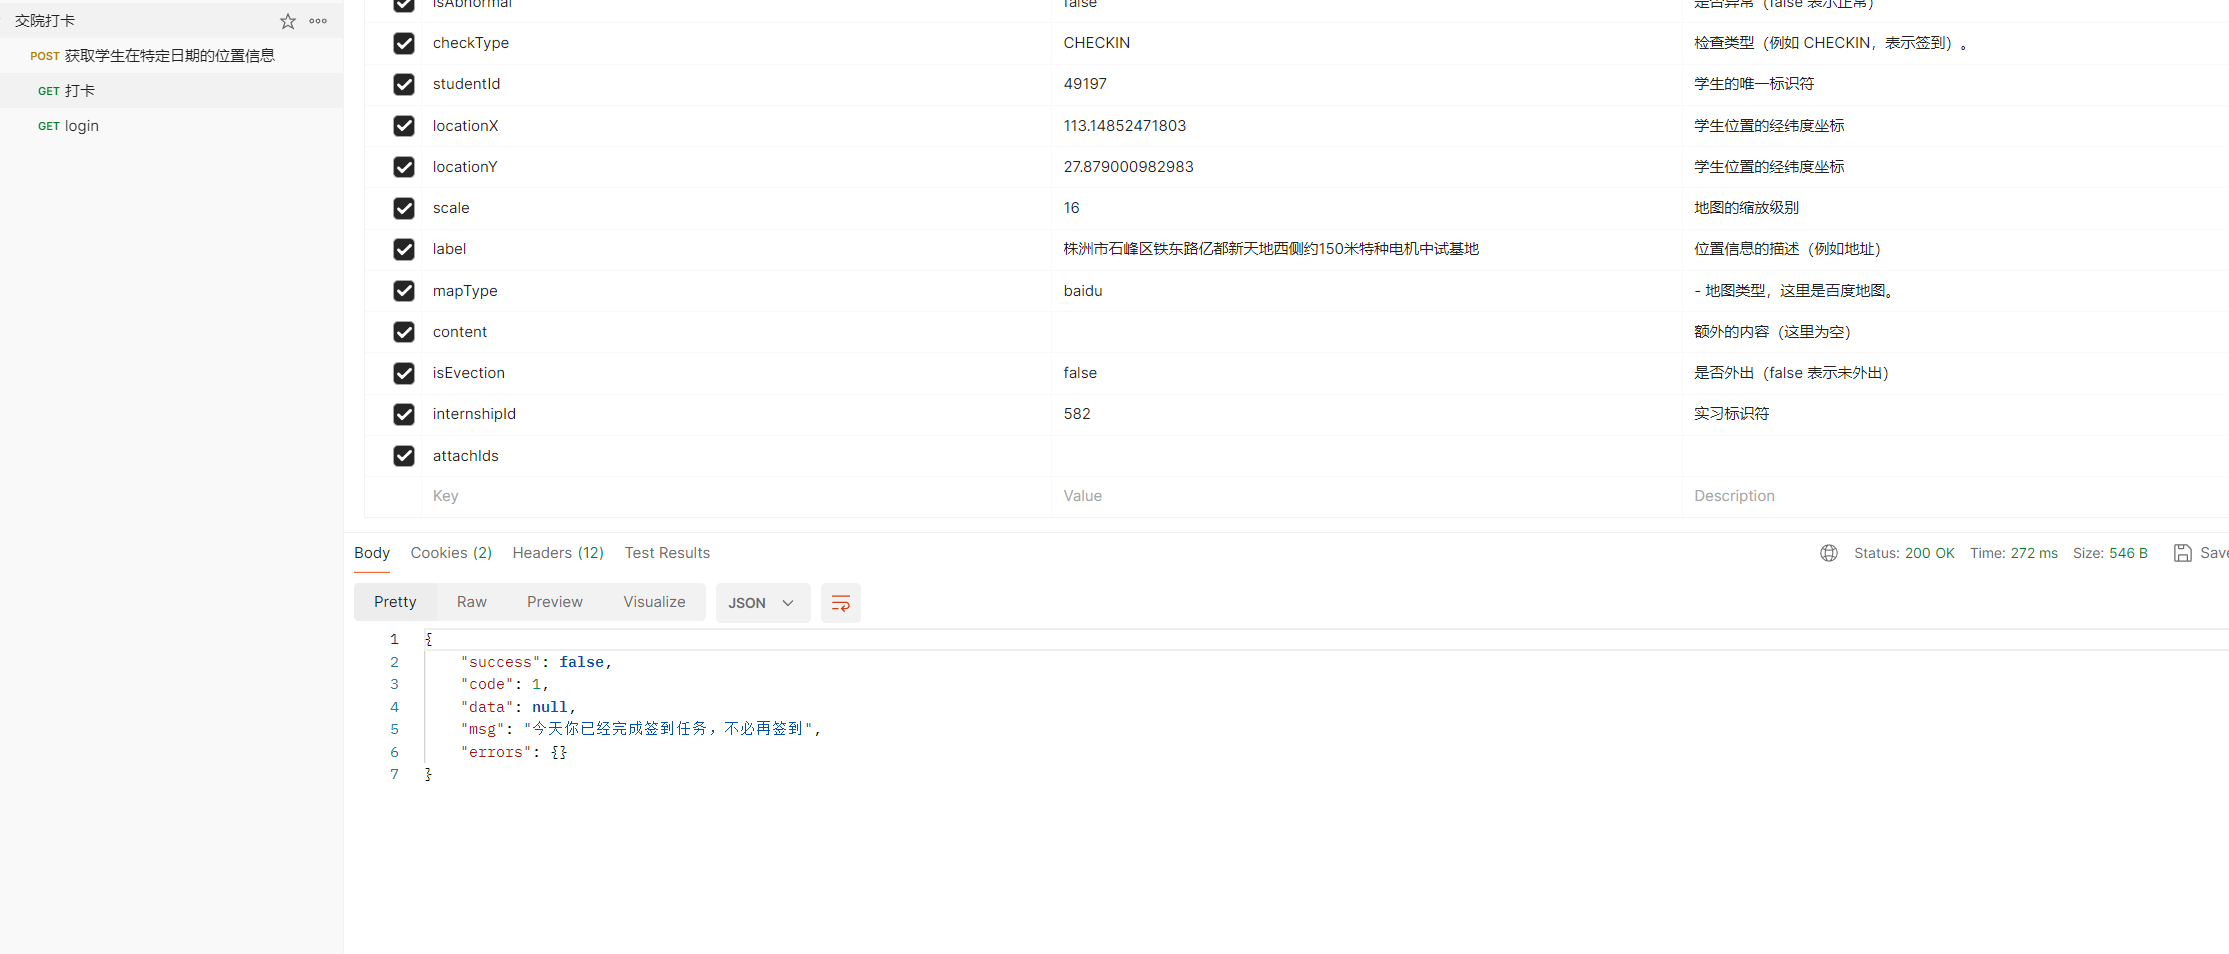 交院打卡
POST 获取学生在特定日期的位置信息
GET 打卡
GET login
isAbnormal false 是否异常（false 表示正常）
checkType CHECKIN 检查类型（例如 CHECKIN，表示签到）。
studentId 49197 学生的唯一标识符
locationX 113.14852471803 学生位置的经纬度坐标
locationY 27.879000982983 学生位置的经纬度坐标
scale 16 地图的缩放级别
label 株洲市石峰区铁东路亿都新天地西侧约150米特种电机中试基地 位置信息的描述（例如地址）
mapType baidu - 地图类型，这里是百度地图。
content 额外的内容（这里为空）
isEvection false 是否外出（false 表示未外出）
internshipId 582 实习标识符
attachIds
Key Value Description
Body Cookies (2) Headers (12) Test Results Status: 200 OK Time: 272 ms Size: 546 B Save
Pretty Raw Preview Visualize JSON
1 {
2 "success": false,
3 "code": 1,
4 "data": null,
5 "msg": "今天你已经完成签到任务，不必再签到",
6 "errors": {}
7 }